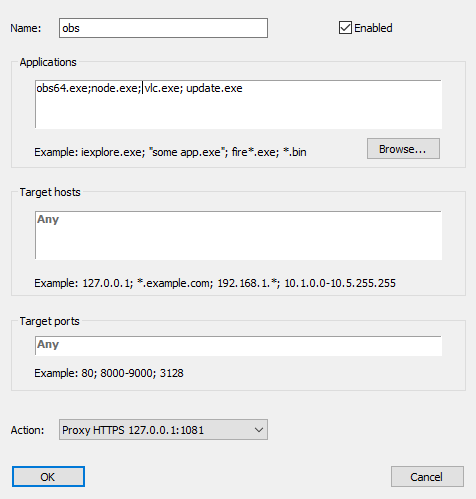 Name: obs Enabled
Applications
obs64.exe;node.exe; vlc.exe; update.exe
Example: iexplore.exe; "some app.exe"; fire*.exe; *.bin Browse...
Target hosts
Any
Example: 127.0.0.1; *.example.com; 192.168.1.*; 10.1.0.0-10.5.255.255
Target ports
Any
Example: 80; 8000-9000; 3128
Action: Proxy HTTPS 127.0.0.1:1081
OK Cancel